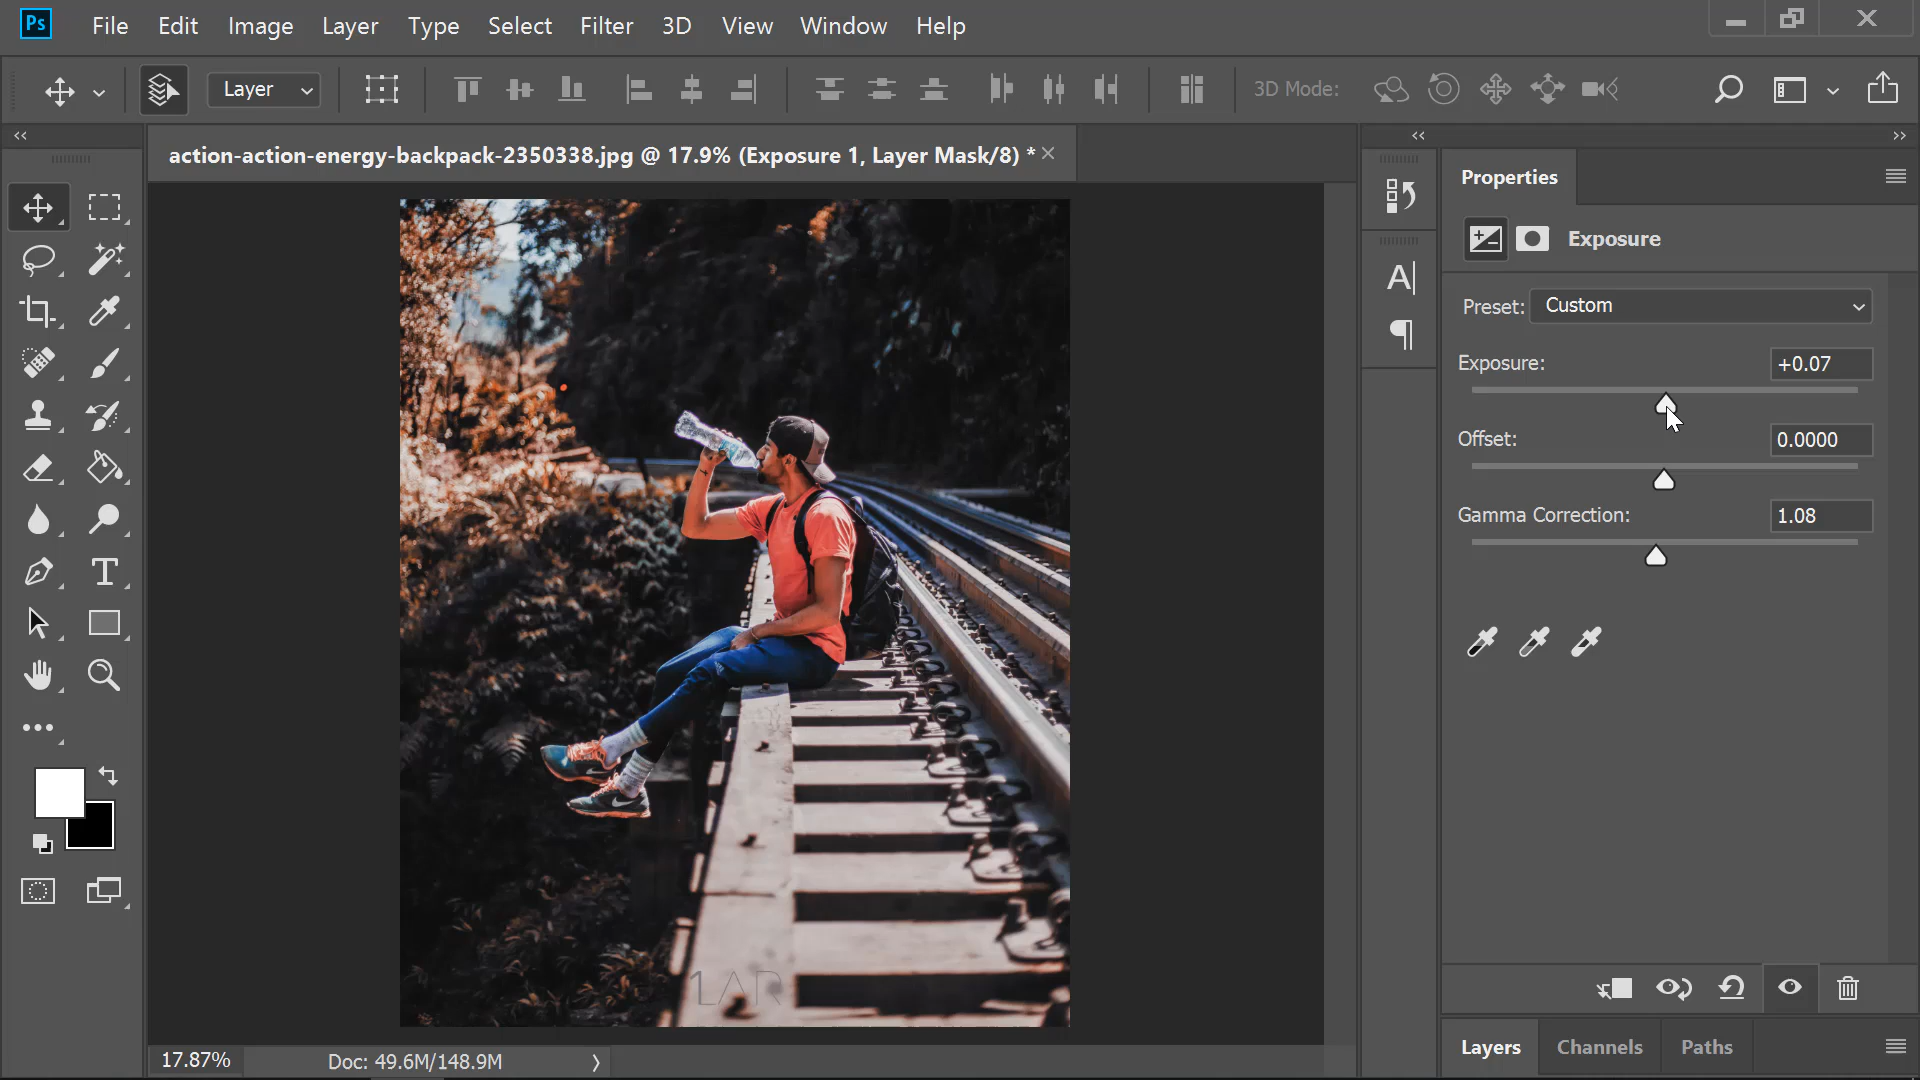 Ps File Edit Image Layer Type Select Filter 3D View Window Help
Layer 3D Mode:
action-action-energy-backpack-2350338.jpg @ 17.9% (Exposure 1, Layer Mask/8) *
Properties
Exposure
Preset: Custom
Exposure: +0.07
Offset: 0.0000
Gamma Correction: 1.08
1AR
17.87% Doc: 49.6M/148.9M
Layers Channels Paths